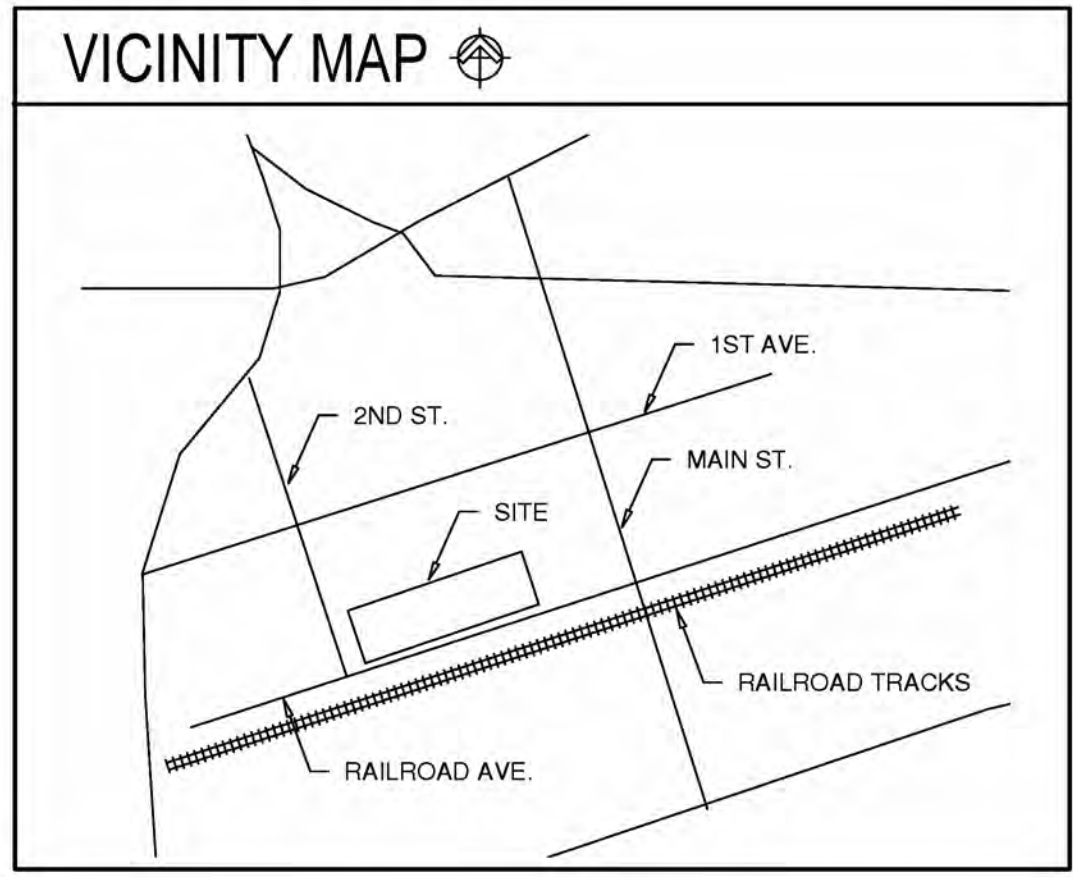 VICINITY MAP
1ST AVE.
2ND ST.
MAIN ST.
SITE
RAILROAD TRACKS
RAILROAD AVE.